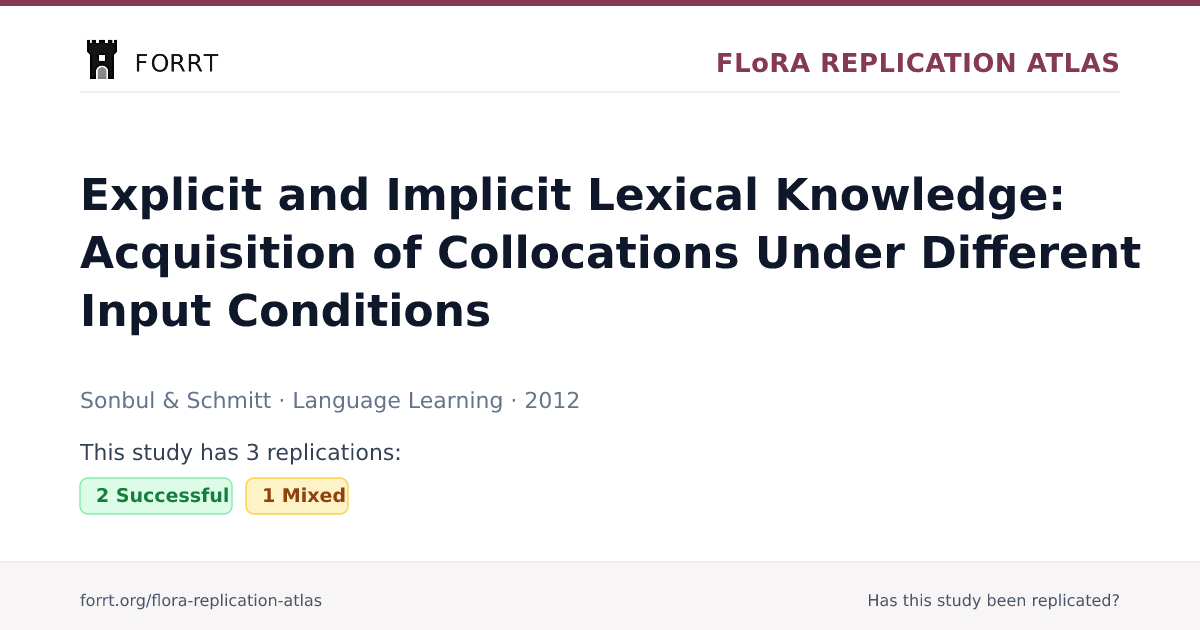 FORRT
FLoRA REPLICATION ATLAS
Explicit and Implicit Lexical Knowledge:
Acquisition of Collocations Under Different
Input Conditions
Sonbul & Schmitt · Language Learning · 2012
This study has 3 replications:
2 Successful
1 Mixed
forrt.org/flora-replication-atlas
Has this study been replicated?